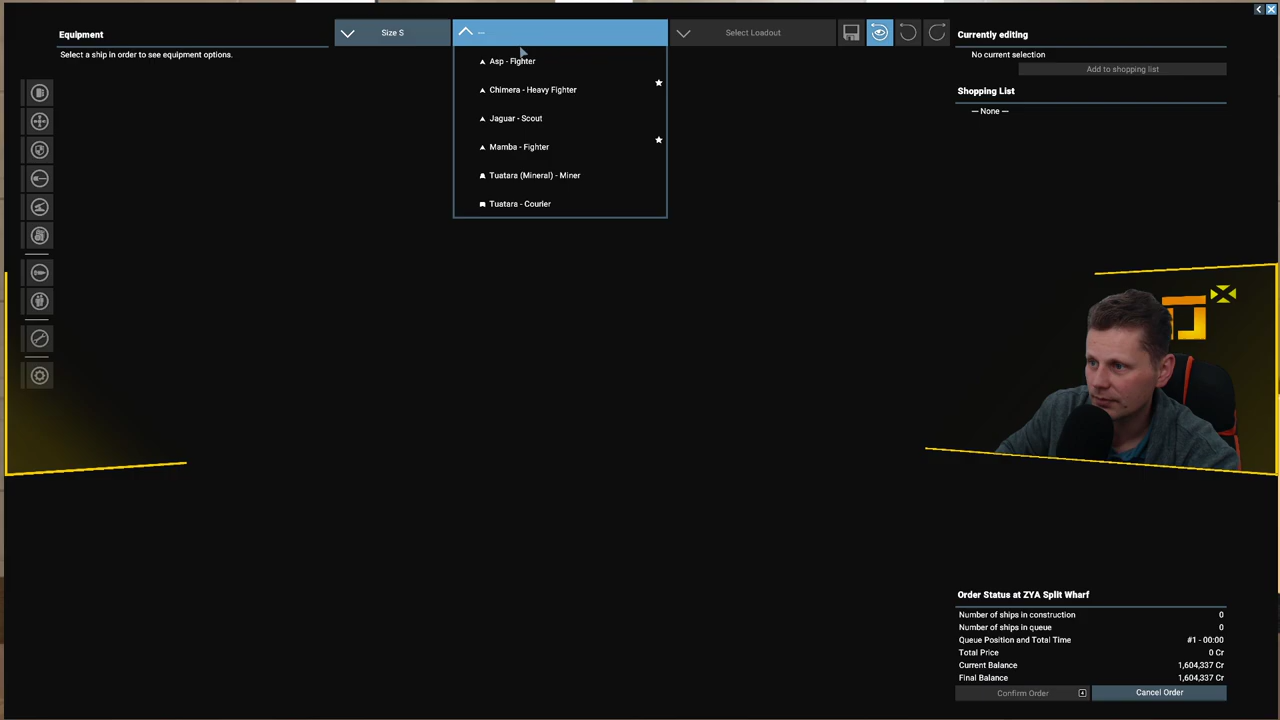 Equipment
Select a ship in order to see equipment options.
Size S
--
Select Loadout
Asp - Fighter
Chimera - Heavy Fighter
Jaguar - Scout
Mamba - Fighter
Tuatara (Mineral) - Miner
Tuatara - Courier
Currently editing
No current selection
Add to shopping list
Shopping List
— None —
Order Status at ZYA Split Wharf
Number of ships in construction 0
Number of ships in queue 0
Queue Position and Total Time #1 - 00:00
Total Price 0 Cr
Current Balance 1,604,337 Cr
Final Balance 1,604,337 Cr
Confirm Order
Cancel Order